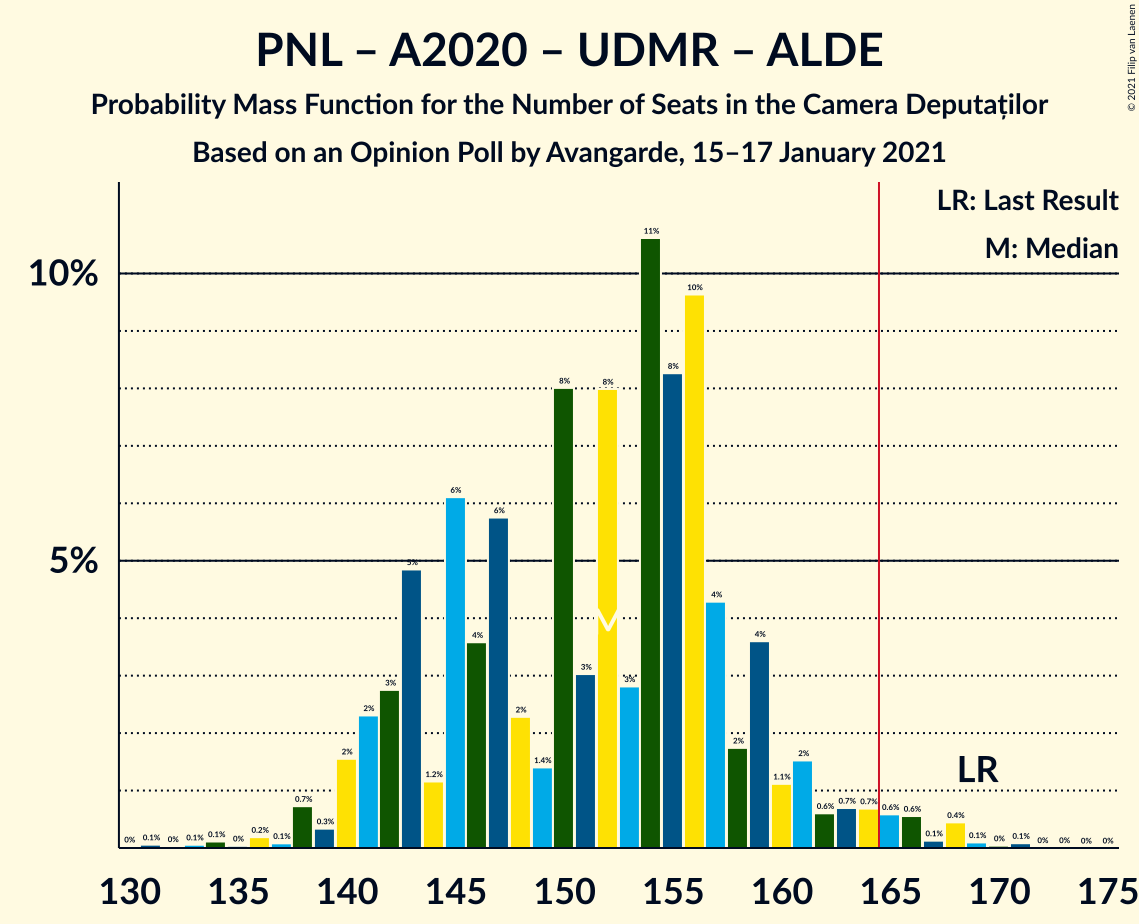 PNL – A2020 – UDMR – ALDE
Probability Mass Function for the Number of Seats in the Camera Deputaților
Based on an Opinion Poll by Avangarde, 15–17 January 2021
© 2021 Filip van Laenen
LR: Last Result
M: Median
10%
5%
0% 0.1% 0% 0.1% 0.1% 0% 0.2% 0.1% 0.7% 0.3% 2% 2% 3% 5% 1.2% 6% 4% 6% 2% 1.4% 8% 3% 8% 3% 11% 8% 10% 4% 2% 4% 1.1% 2% 0.6% 0.7% 0.7% 0.6% 0.6% 0.1% 0.4% 0.1% 0% 0.1% 0% 0% 0% 0%
M
LR
130 135 140 145 150 155 160 165 170 175